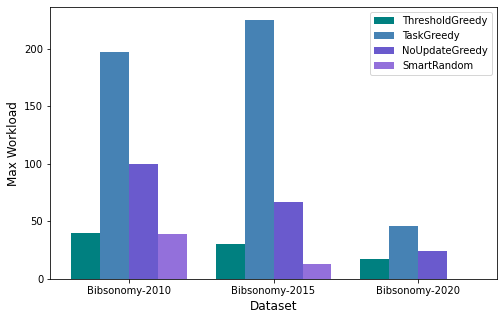 ThresholdGreedy
TaskGreedy
NoUpdateGreedy
SmartRandom
Max Workload
200
150
100
50
0
Bibsonomy-2010 Bibsonomy-2015 Bibsonomy-2020
Dataset